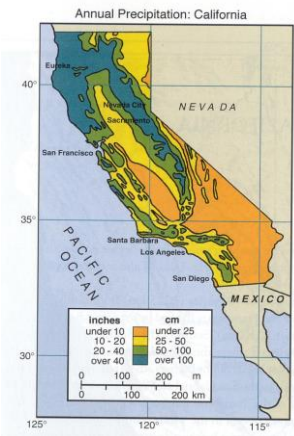 Annual Precipitation: California
40°
Eureka
Nevada City
Sacramento
NEVADA
San Francisco
35°
Santa Barbara
Los Angeles
San Diego
PACIFIC
OCEAN
MEXICO
inches cm
under 10 under 25
10 - 20 25 - 50
20 - 40 50 - 100
over 40 over 100
0 100 200 m
0 100 200 km
30°
125° 120° 115°